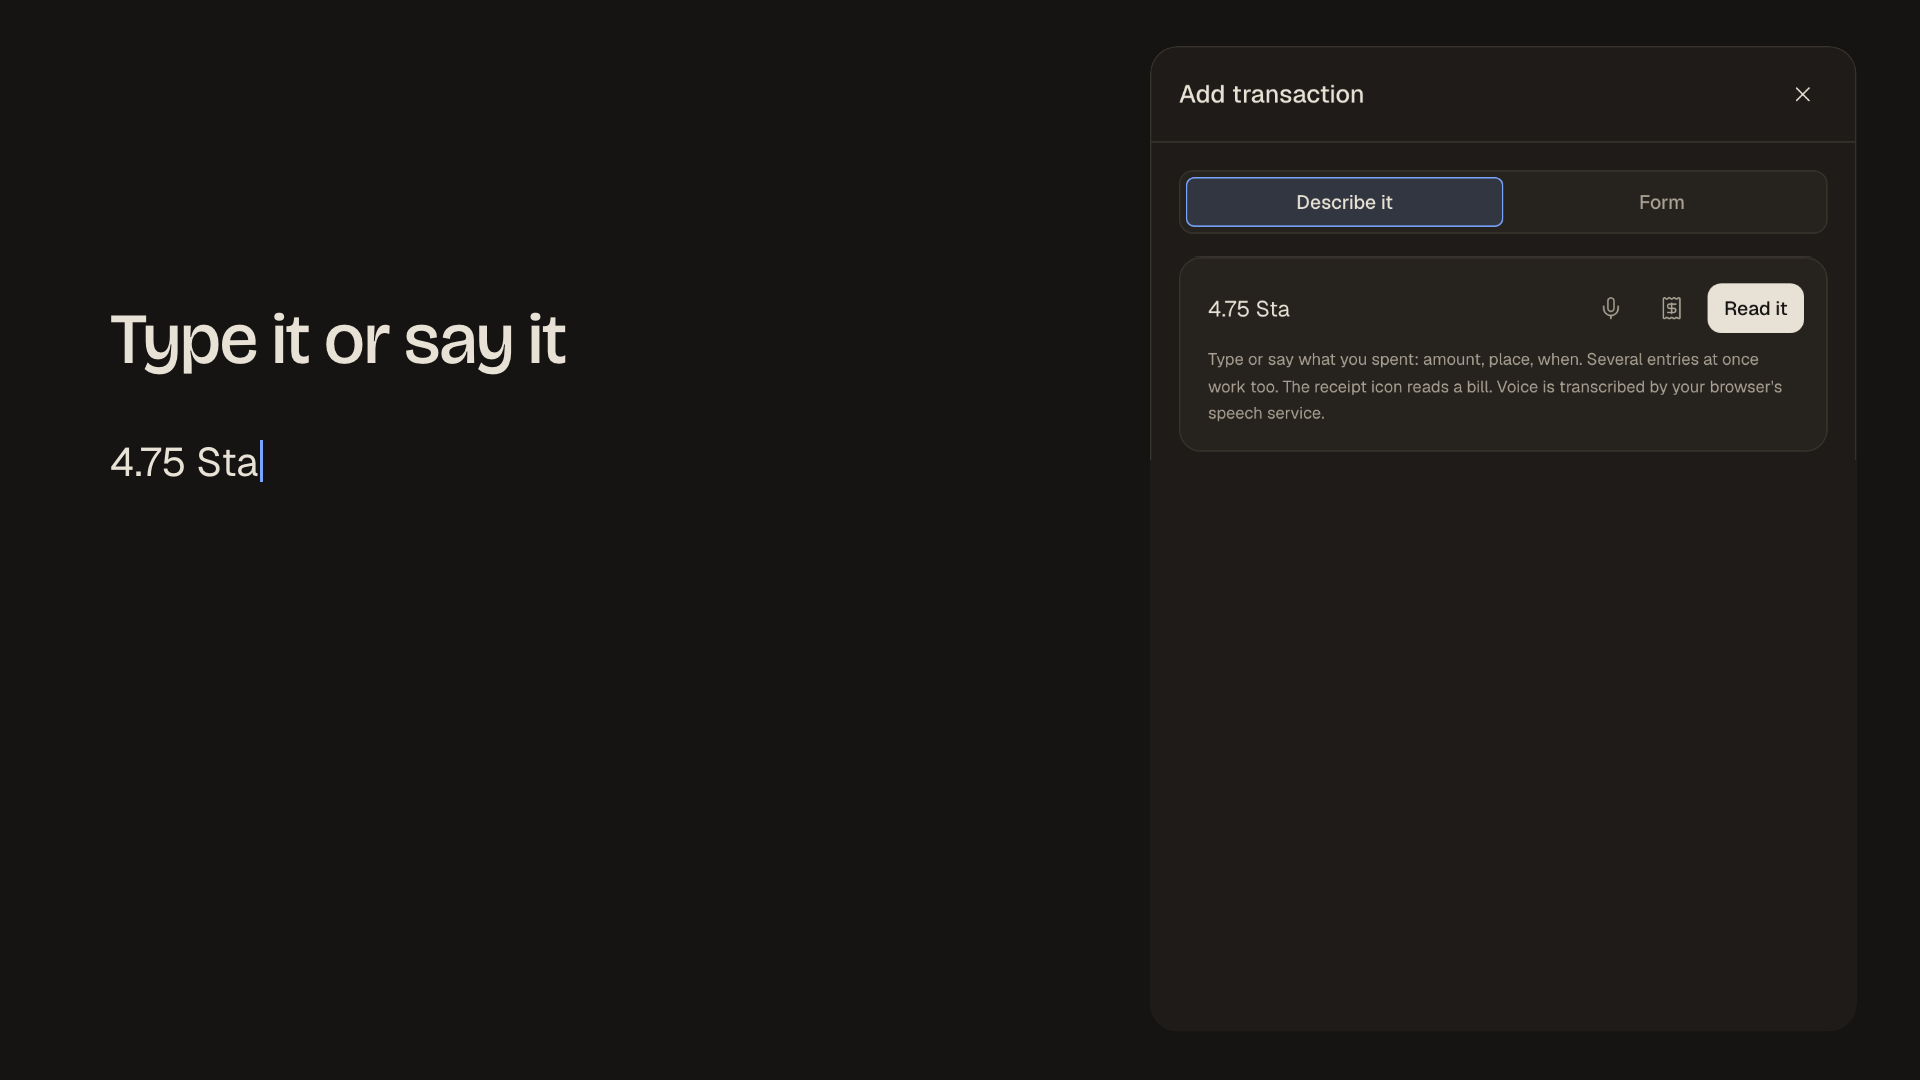 Type it or say it
4.75 Sta
Add transaction
Describe it
Form
4.75 Sta
Read it
Type or say what you spent: amount, place, when. Several entries at once
work too. The receipt icon reads a bill. Voice is transcribed by your browser's
speech service.